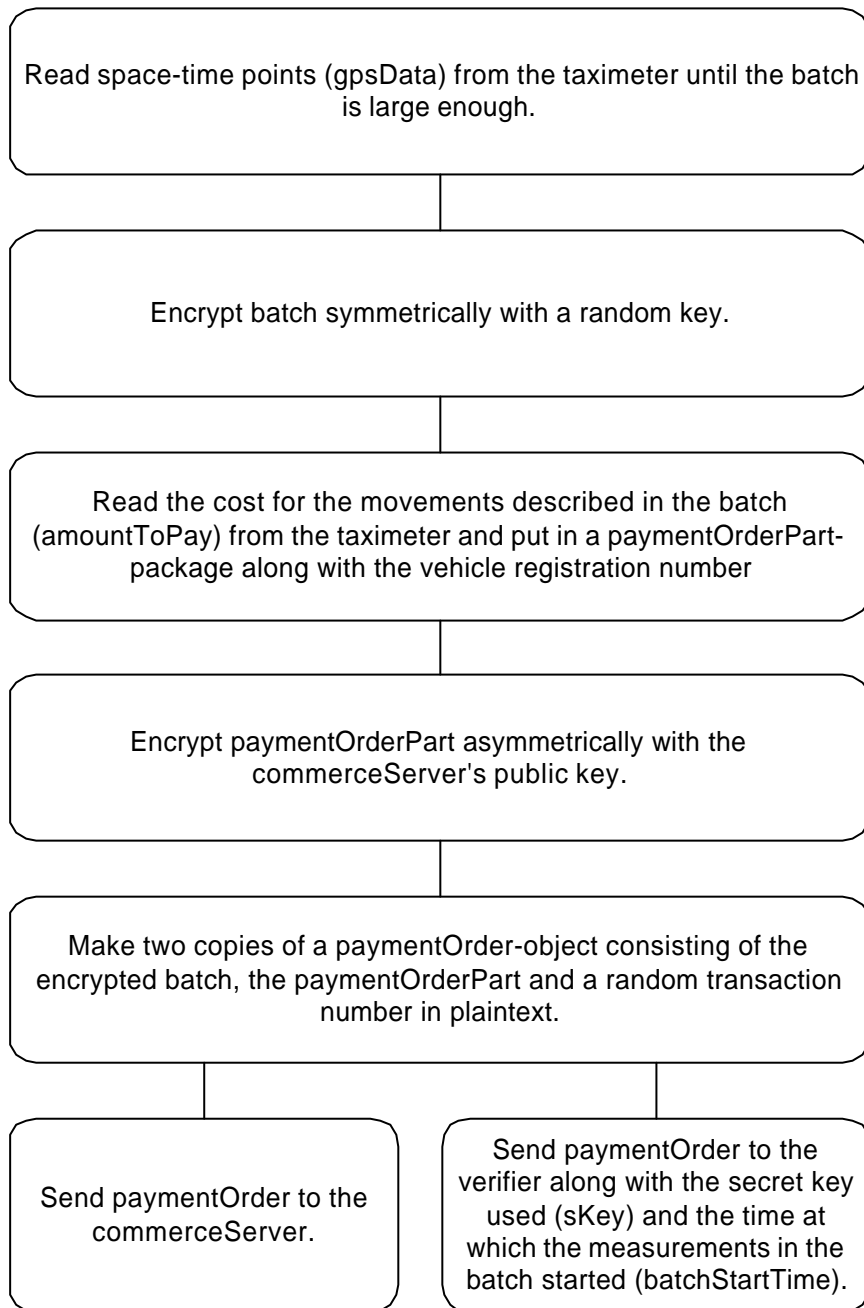 Read space-time points (gpsData) from the taximeter until the batch
is large enough.
Encrypt batch symmetrically with a random key.
Read the cost for the movements described in the batch
(amountToPay) from the taximeter and put in a paymentOrderPart-
package along with the vehicle registration number
Encrypt paymentOrderPart asymmetrically with the
commerceServer's public key.
Make two copies of a paymentOrder-object consisting of the
encrypted batch, the paymentOrderPart and a random transaction
number in plaintext.
Send paymentOrder to the
commerceServer.
Send paymentOrder to the
verifier along with the secret key
used (sKey) and the time at
which the measurements in the
batch started (batchStartTime).